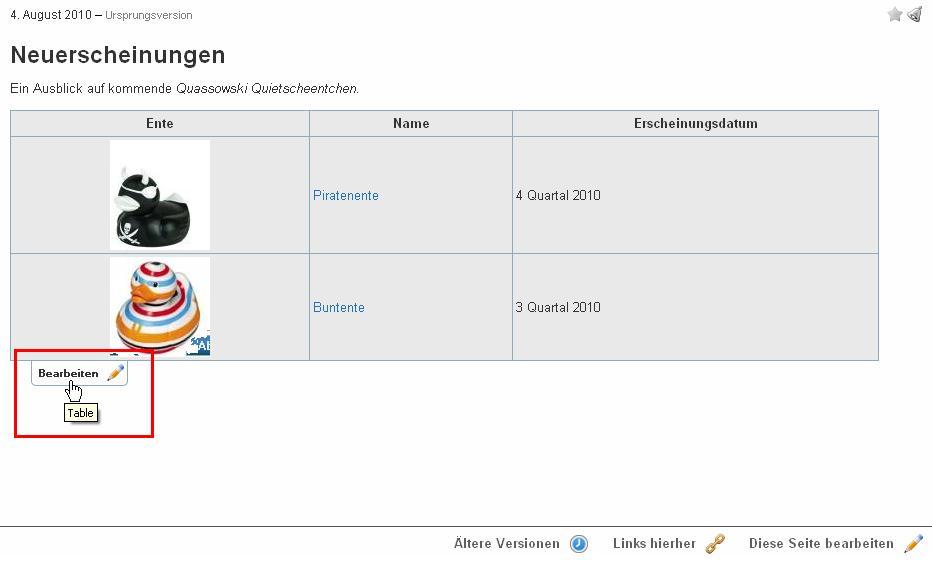 4. August 2010 – Ursprungsversion
Neuerscheinungen
Ein Ausblick auf kommende Quassowski Quietscheentchen.
Ente Name Erscheinungsdatum
Piratenente 4 Quartal 2010
Buntente 3 Quartal 2010
Bearbeiten
Table
Ältere Versionen Links hierher Diese Seite bearbeiten